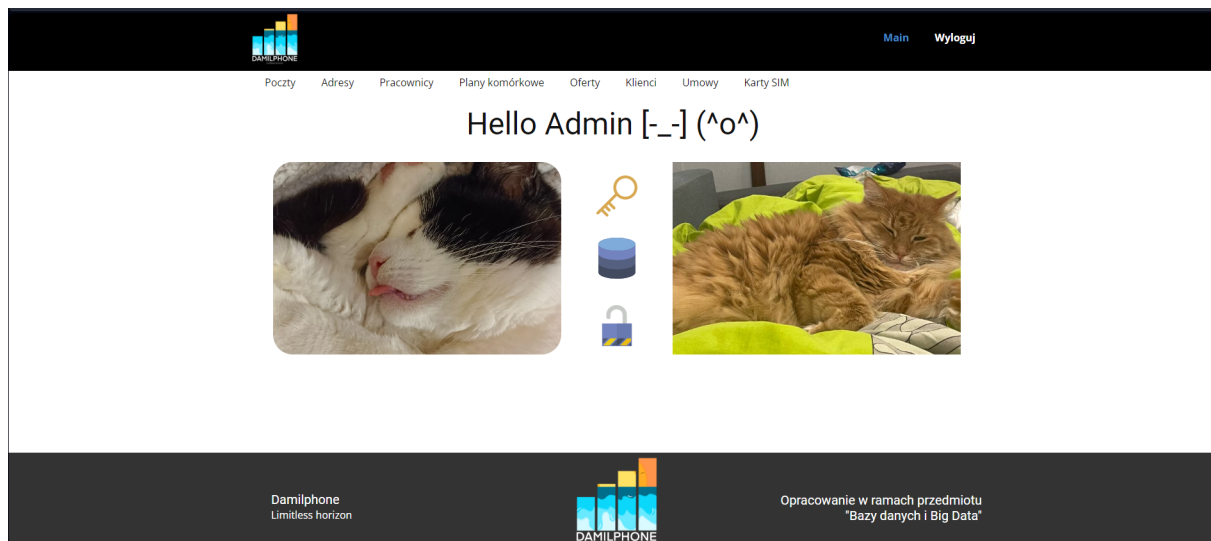 DAMILPHONE
Main Wyloguj
Poczty Adresy Pracownicy Plany komórkowe Oferty Klienci Umowy Karty SIM
Hello Admin [-_-] (^o^)
Damilphone
Limitless horizon
DAMILPHONE
Opracowanie w ramach przedmiotu
"Bazy danych i Big Data"